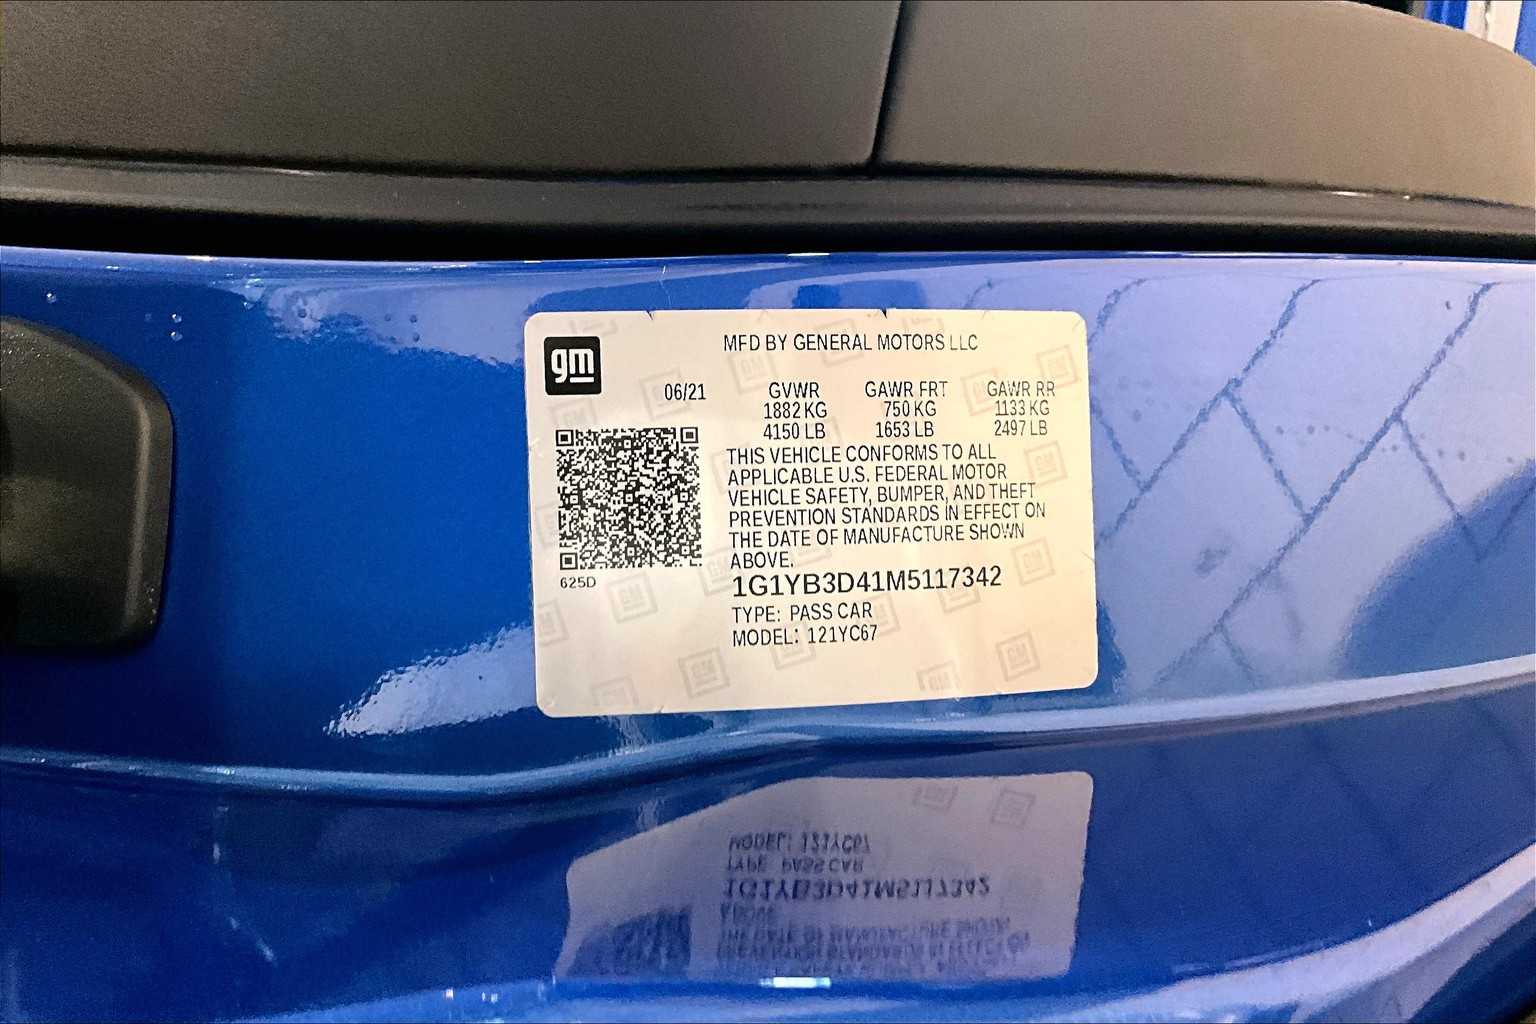 gm
MFD BY GENERAL MOTORS LLC
06/21
GVWR GAWR FRT GAWR RR
1882 KG 750 KG 1133 KG
4150 LB 1653 LB 2497 LB
THIS VEHICLE CONFORMS TO ALL
APPLICABLE U.S. FEDERAL MOTOR
VEHICLE SAFETY, BUMPER, AND THEFT
PREVENTION STANDARDS IN EFFECT ON
THE DATE OF MANUFACTURE SHOWN
ABOVE.
625D
1G1YB3D41M5117342
TYPE: PASS CAR
MODEL: 121YC67